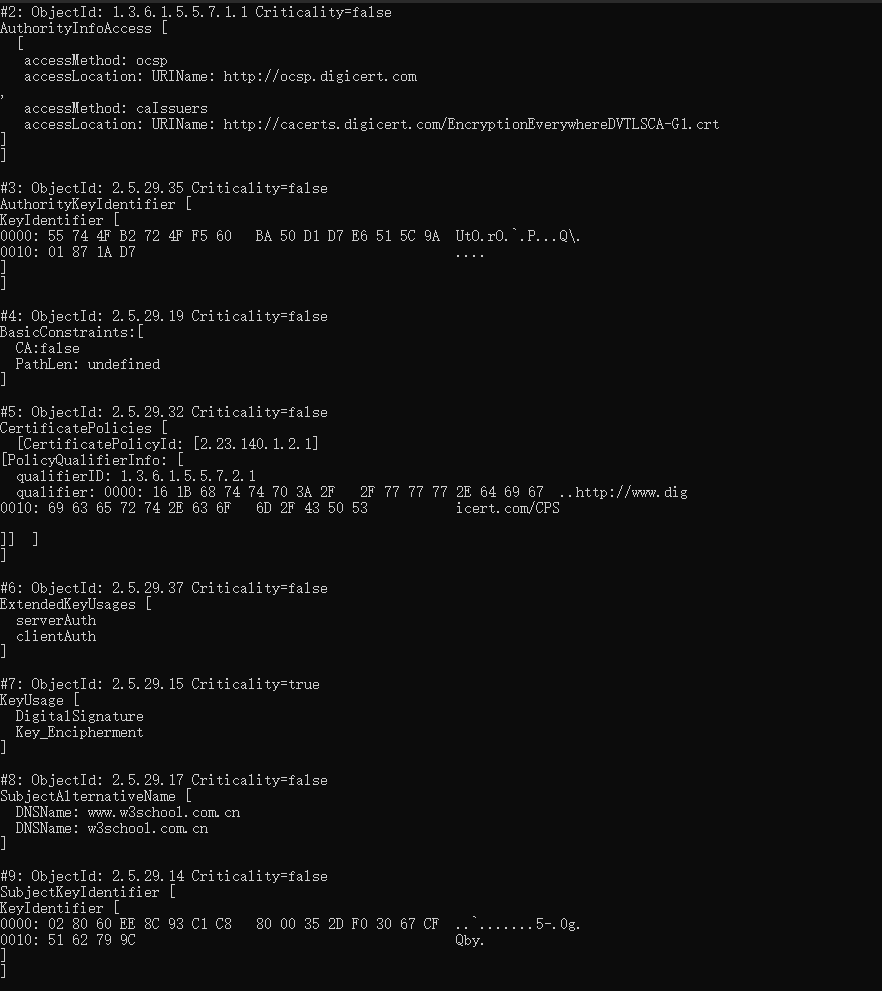 #2: ObjectId: 1.3.6.1.5.5.7.1.1 Criticality=false
AuthorityInfoAccess [
  [
   accessMethod: ocsp
   accessLocation: URIName: http://ocsp.digicert.com
,
   accessMethod: caIssuers
   accessLocation: URIName: http://cacerts.digicert.com/EncryptionEverywhereDVTLSCA-G1.crt
]
]

#3: ObjectId: 2.5.29.35 Criticality=false
AuthorityKeyIdentifier [
KeyIdentifier [
0000: 55 74 4F B2 72 4F F5 60   BA 50 D1 D7 E6 51 5C 9A  UtO.rO.`.P...Q\.
0010: 01 87 1A D7                                        ....
]
]

#4: ObjectId: 2.5.29.19 Criticality=false
BasicConstraints:[
  CA:false
  PathLen: undefined
]

#5: ObjectId: 2.5.29.32 Criticality=false
CertificatePolicies [
  [CertificatePolicyId: [2.23.140.1.2.1]
[PolicyQualifierInfo: [
  qualifierID: 1.3.6.1.5.5.7.2.1
  qualifier: 0000: 16 1B 68 74 74 70 3A 2F   2F 77 77 77 2E 64 69 67  ..http://www.dig
0010: 69 63 65 72 74 2E 63 6F   6D 2F 43 50 53           icert.com/CPS

]]  ]
]

#6: ObjectId: 2.5.29.37 Criticality=false
ExtendedKeyUsages [
  serverAuth
  clientAuth
]

#7: ObjectId: 2.5.29.15 Criticality=true
KeyUsage [
  DigitalSignature
  Key_Encipherment
]

#8: ObjectId: 2.5.29.17 Criticality=false
SubjectAlternativeName [
  DNSName: www.w3school.com.cn
  DNSName: w3school.com.cn
]

#9: ObjectId: 2.5.29.14 Criticality=false
SubjectKeyIdentifier [
KeyIdentifier [
0000: 02 80 60 EE 8C 93 C1 C8   80 00 35 2D F0 30 67 CF  ..`.......5-.0g.
0010: 51 62 79 9C                                        Qby.
]
]